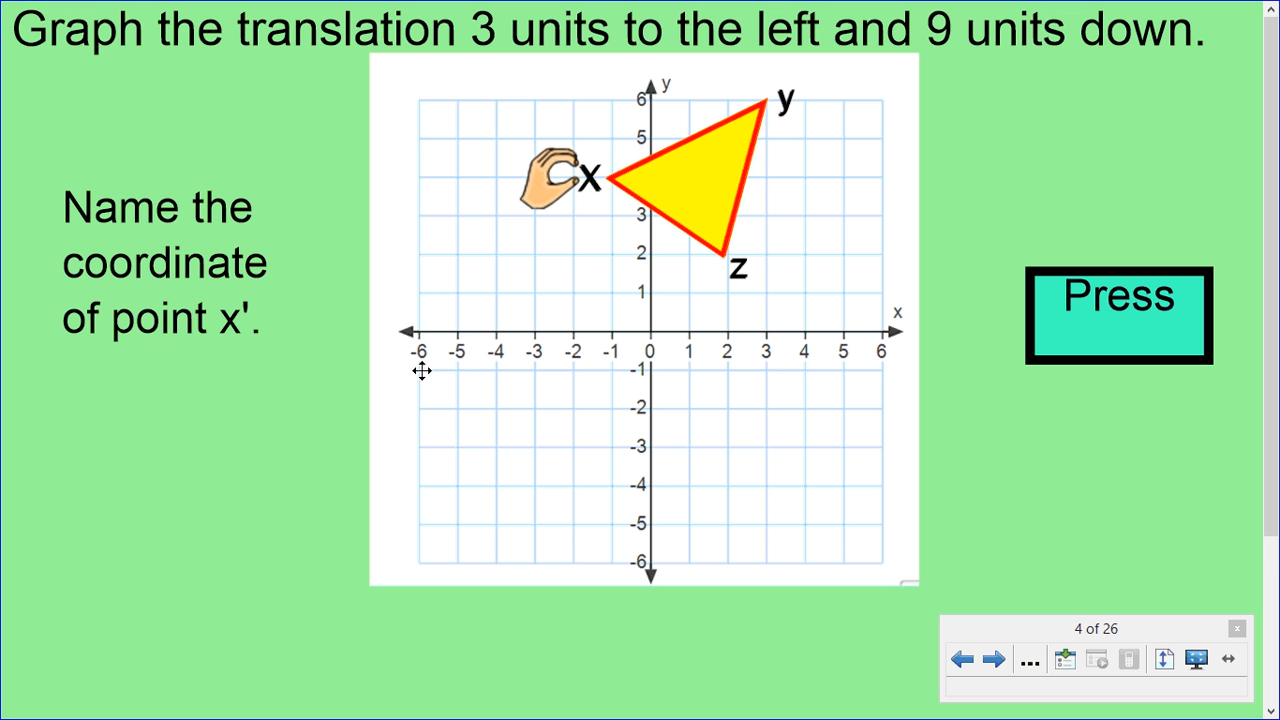 Graph the translation 3 units to the left and 9 units down.
y
6
y
5
X
3
2
z
1
x
-6 -5 -4 -3 -2 -1 0 1 2 3 4 5 6
-1
-2
-3
-4
-5
-6
Name the
coordinate
of point x'.
Press
4 of 26
x
...